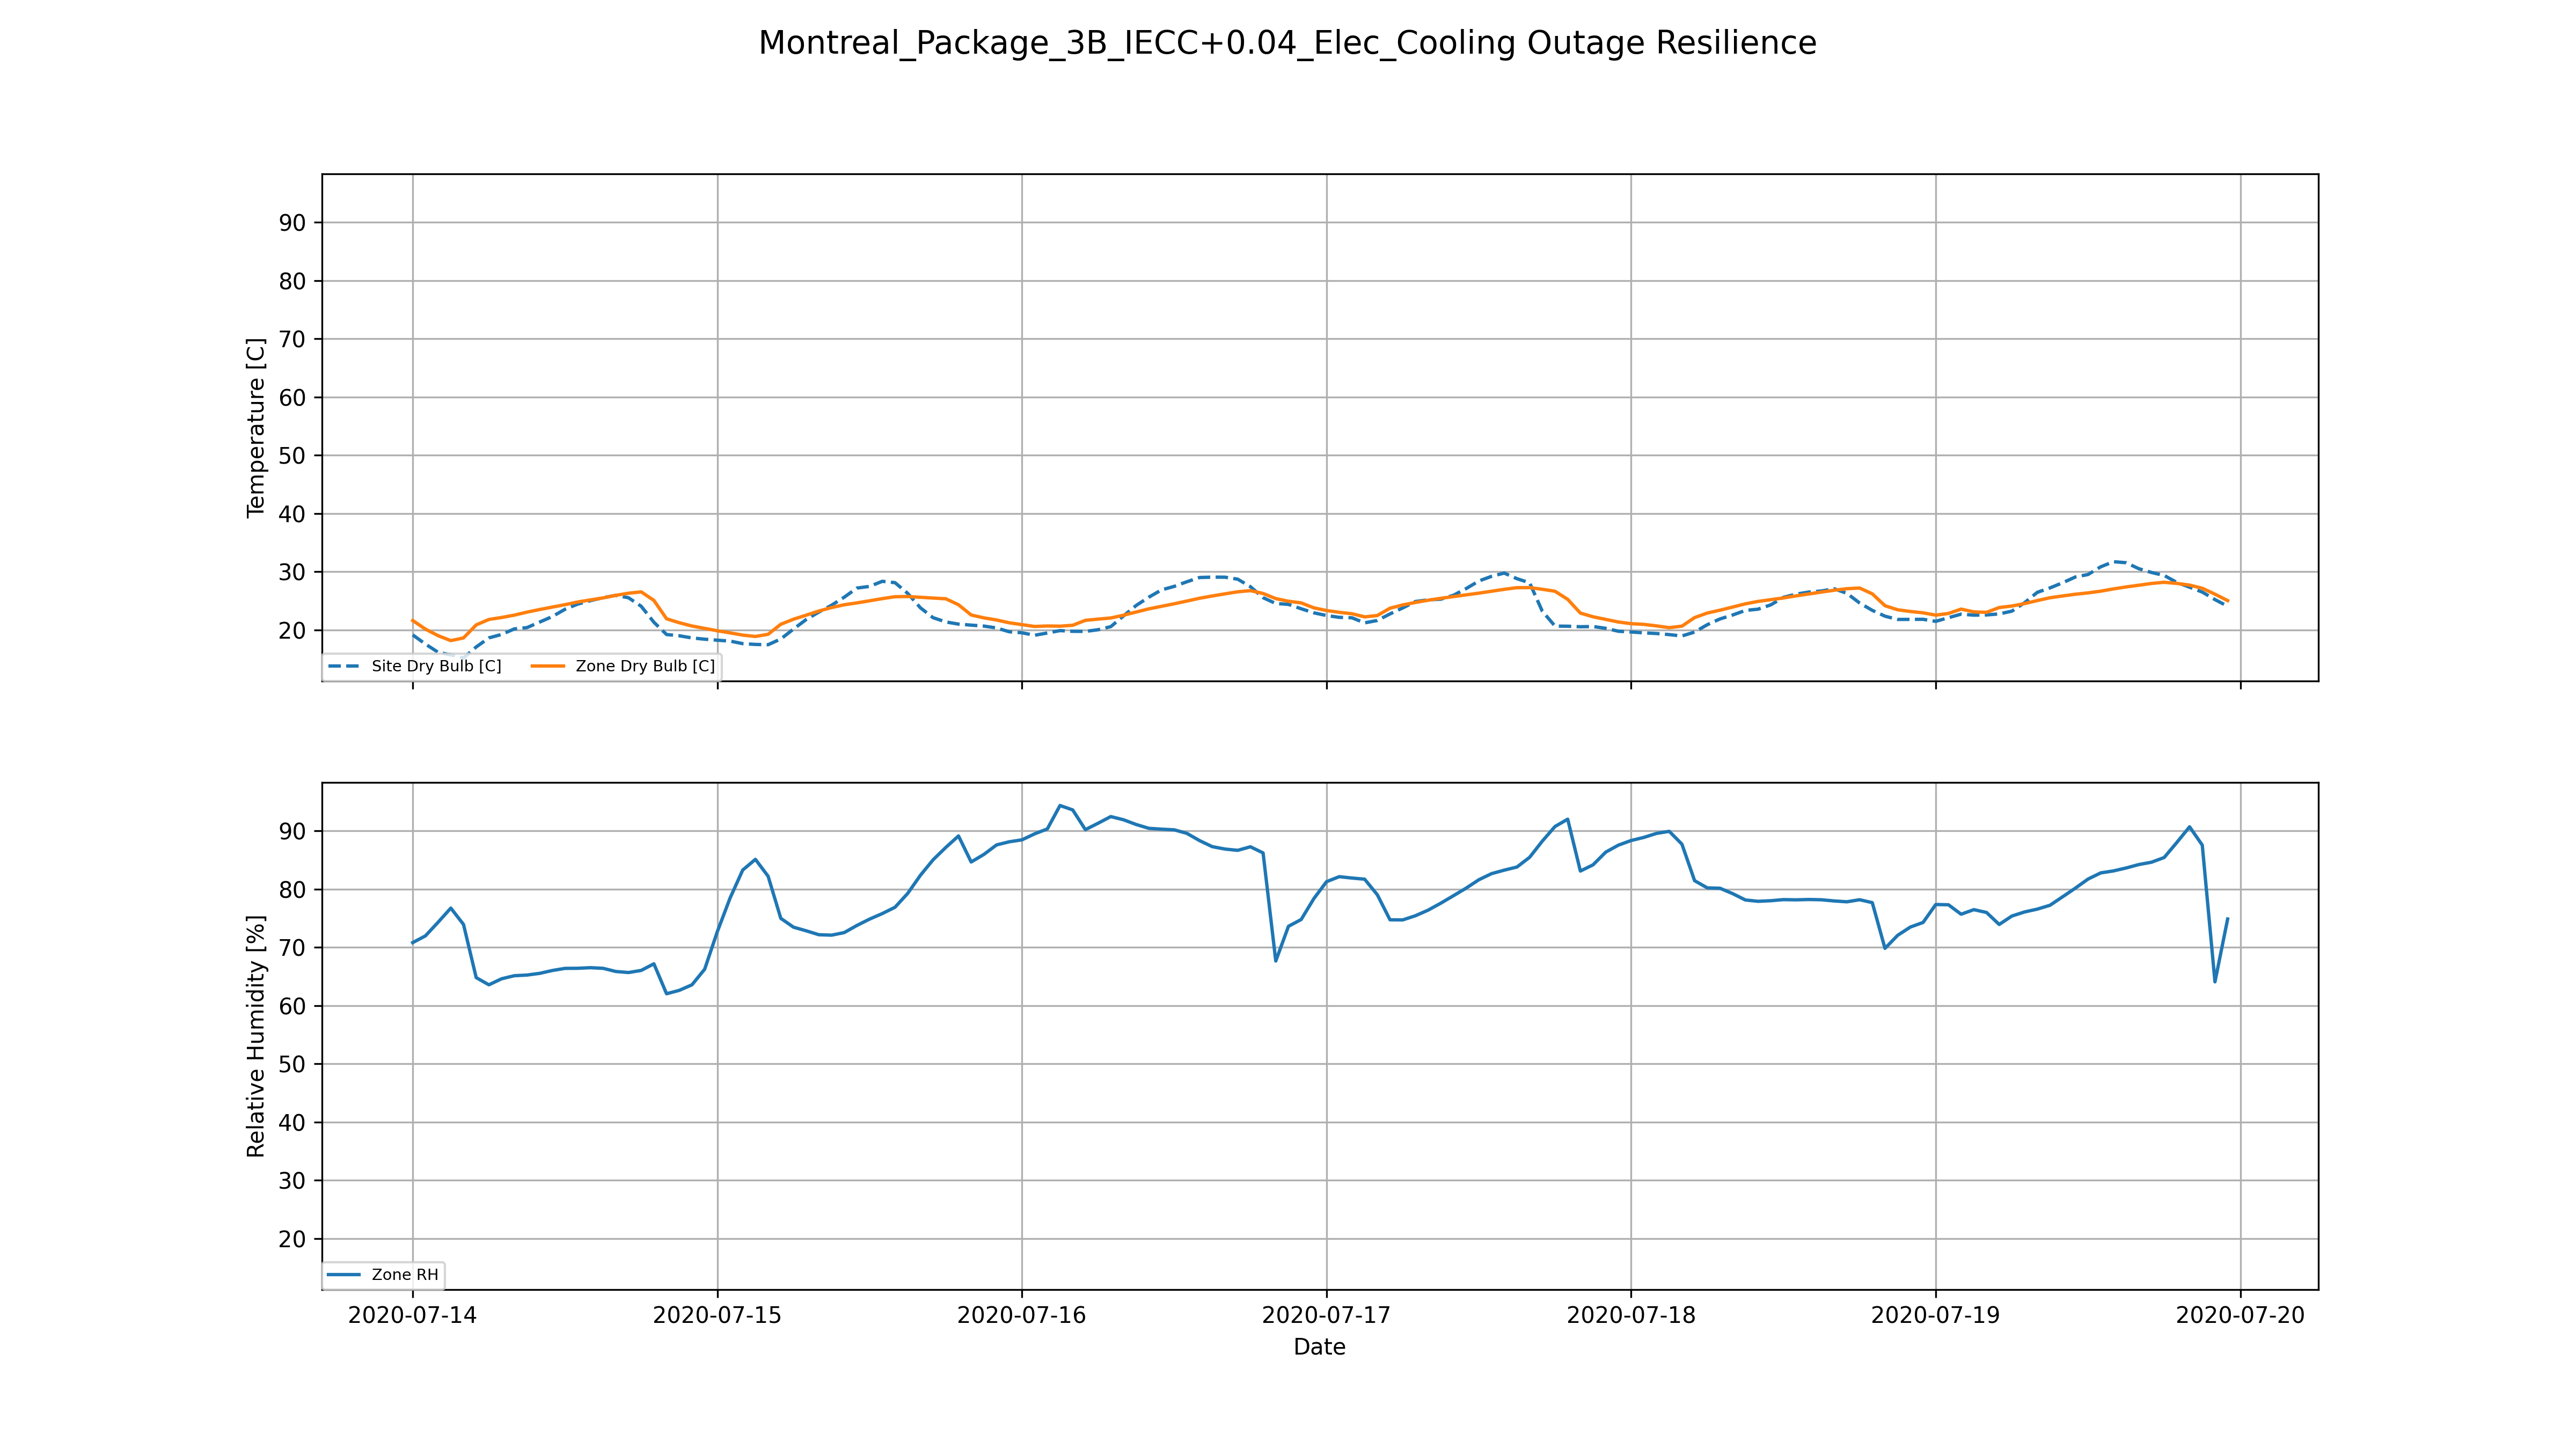 Montreal_Package_3B_IECC+0.04_Elec_Cooling Outage Resilience
90
80
70
60
50
40
30
20
Temperature [C]
Site Dry Bulb [C] Zone Dry Bulb [C]
90
80
70
60
50
40
30
20
Relative Humidity [%]
Zone RH
2020-07-14 2020-07-15 2020-07-16 2020-07-17 2020-07-18 2020-07-19 2020-07-20
Date